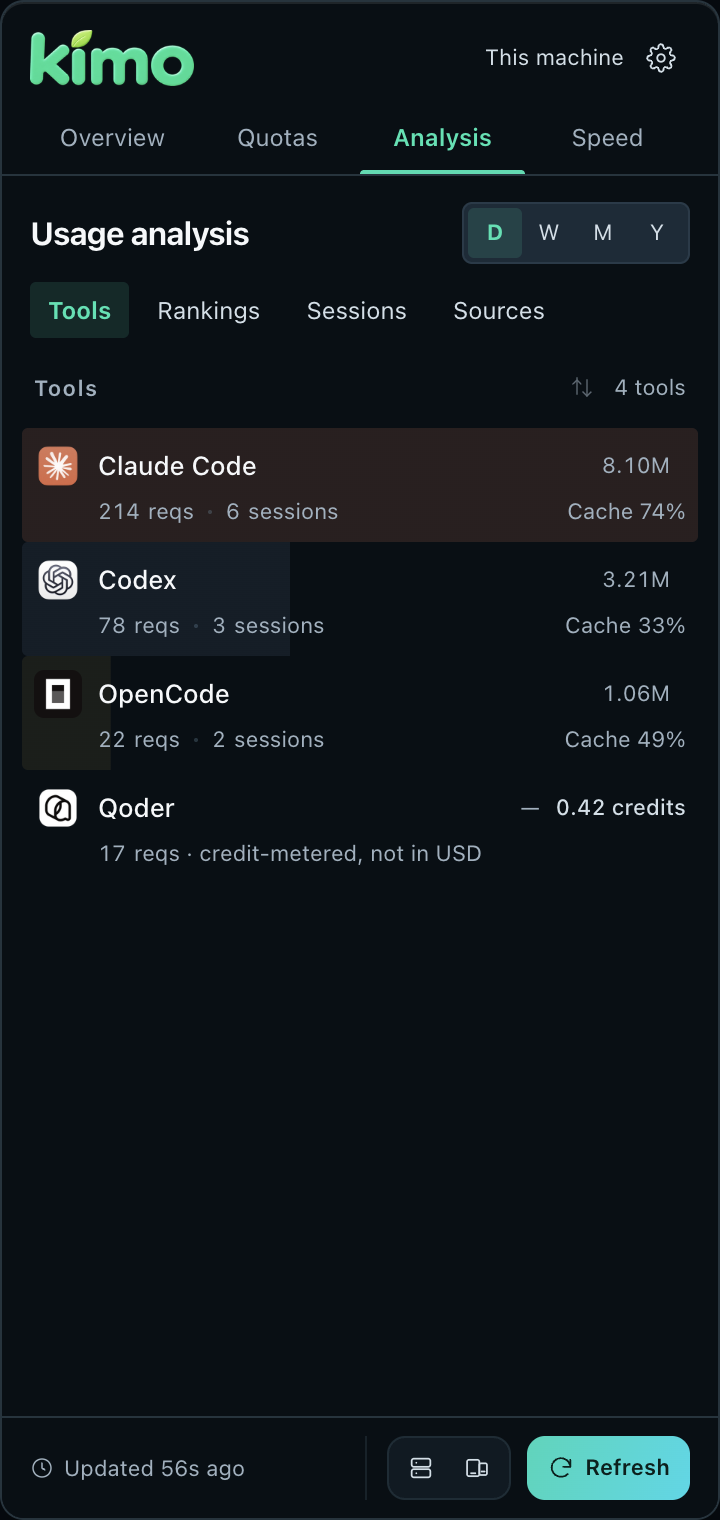 kimo
This machine
Overview Quotas Analysis Speed
Usage analysis
D W M Y
Tools Rankings Sessions Sources
Tools 4 tools
Claude Code 8.10M
214 reqs · 6 sessions Cache 74%
Codex 3.21M
78 reqs · 3 sessions Cache 33%
OpenCode 1.06M
22 reqs · 2 sessions Cache 49%
Qoder — 0.42 credits
17 reqs · credit-metered, not in USD
Updated 56s ago Refresh